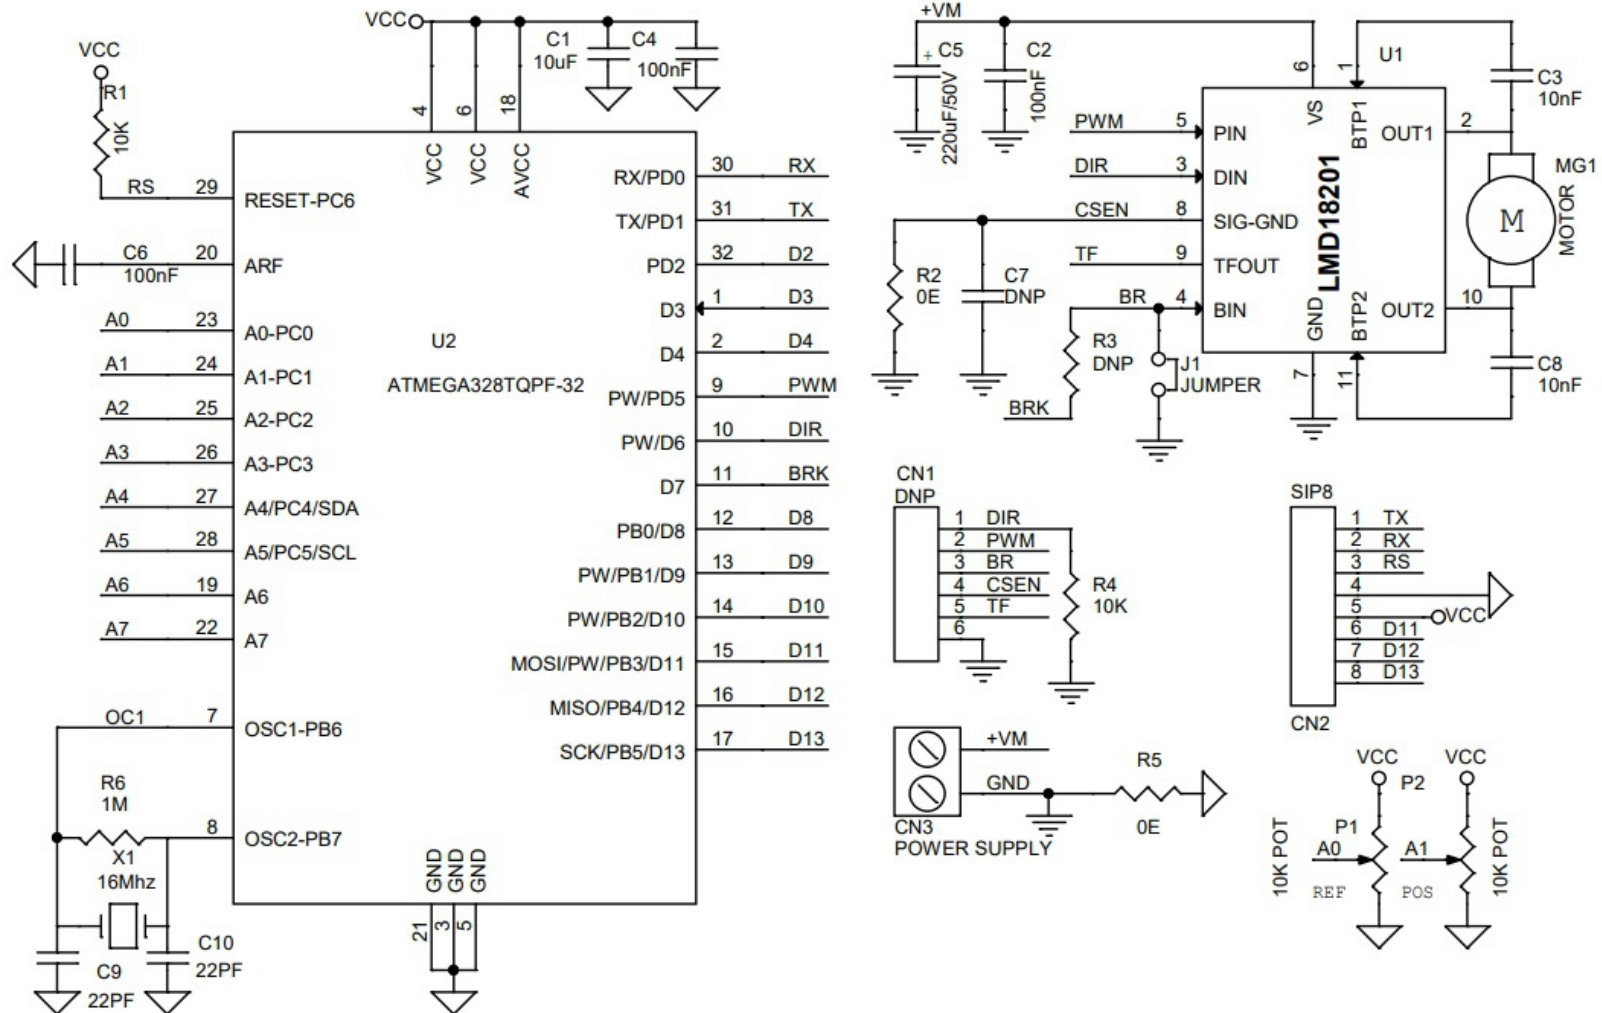 VCC
R1
10K
RS
29
RESET-PC6
C6
100nF
20
ARF
A0
23
A0-PC0
A1
24
A1-PC1
A2
25
A2-PC2
A3
26
A3-PC3
A4
27
A4/PC4/SDA
A5
28
A5/PC5/SCL
A6
19
A6
A7
22
A7
OC1
7
OSC1-PB6
R6
1M
8
OSC2-PB7
X1
16Mhz
C9
22PF
C10
22PF
VCC
C1
10uF
C4
100nF
4
6
18
VCC
VCC
AVCC
U2
ATMEGA328TQPF-32
GND
GND
GND
21
3
5
RX/PD0
30
RX
TX/PD1
31
TX
PD2
32
D2
D3
1
D3
D4
2
D4
PW/PD5
9
PWM
PW/D6
10
DIR
D7
11
BRK
PB0/D8
12
D8
PW/PB1/D9
13
D9
PW/PB2/D10
14
D10
MOSI/PW/PB3/D11
15
D11
MISO/PB4/D12
16
D12
SCK/PB5/D13
17
D13
+VM
+
C5
220uF/50V
C2
100nF
6
1
U1
C3
10nF
VS
BTP1
PWM
5
PIN
OUT1
2
DIR
3
DIN
CSEN
8
SIG-GND
TF
9
TFOUT
BR
4
BIN
OUT2
10
LMD18201
GND
BTP2
7
11
MG1
MOTOR
M
C8
10nF
R2
0E
C7
DNP
R3
DNP
BRK
J1
JUMPER
CN1
DNP
1 DIR
2 PWM
3 BR
4 CSEN
5 TF
6
R4
10K
SIP8
1 TX
2 RX
3 RS
4
5
VCC
6 D11
7 D12
8 D13
CN2
+VM
GND
CN3
POWER SUPPLY
R5
0E
VCC
VCC
P2
P1
A0
A1
REF
POS
10K POT
10K POT